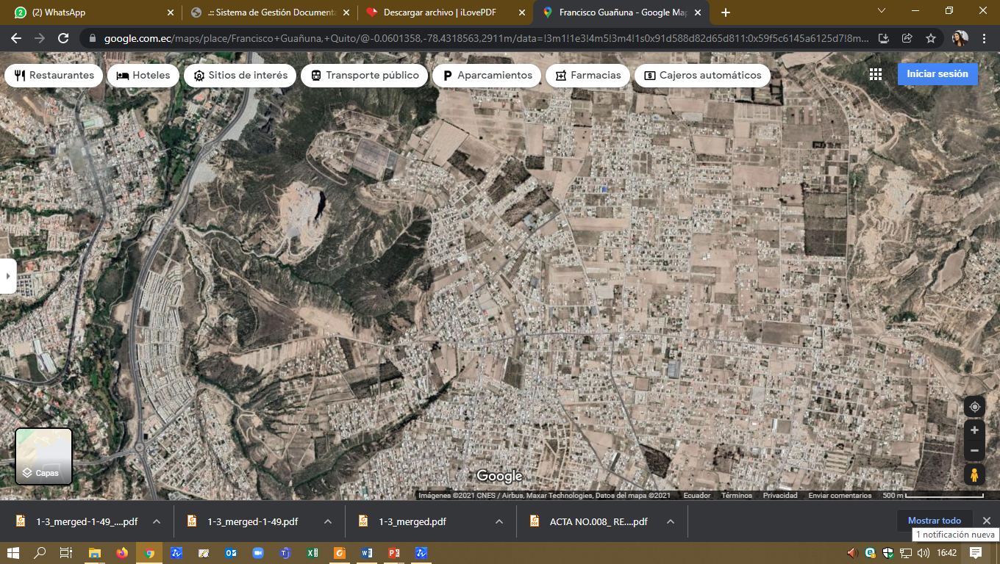 (2) WhatsApp
.:: Sistema de Gestión Documenta
Descargar archivo | iLovePDF
Francisco Guañuna - Google Map
google.com.ec/maps/place/Francisco+Guañuna,+Quito/@-0.0601358,-78.4318563,2911m/data=!3m1!1e3!4m5!3m4!1s0x91d588d82d65d811:0x59f5c6145a6125d7!8m...
Restaurantes
Hoteles
Sitios de interés
Transporte público
Aparcamientos
Farmacias
Cajeros automáticos
Iniciar sesión
Capas
Google
Imágenes ©2021 CNES / Airbus, Maxar Technologies, Datos del mapa ©2021
Ecuador
Términos
Privacidad
Enviar comentarios
500 m
1-3_merged-1-49_....pdf
1-3_merged-1-49.pdf
1-3_merged.pdf
ACTA NO.008_ RE....pdf
Mostrar todo
1 notificación nueva
16:42